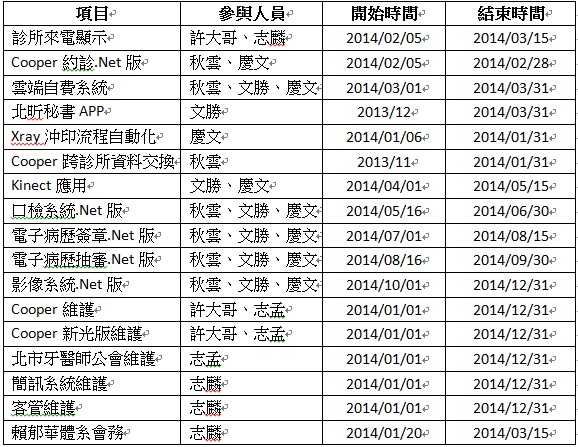 項目 參與人員 開始時間 結束時間
診所來電顯示 許大哥、志麟 2014/02/05 2014/03/15
Cooper 約診.Net 版 秋雲、慶文 2014/02/05 2014/02/28
雲端自費系統 秋雲、文勝、慶文 2014/03/01 2014/03/31
北昕秘書 APP 文勝 2013/12 2014/03/31
Xray 沖印流程自動化 慶文 2014/01/06 2014/01/31
Cooper 跨診所資料交換 秋雲 2013/11 2014/01/31
Kinect 應用 文勝、慶文 2014/04/01 2014/05/15
口檢系統.Net 版 秋雲、文勝、慶文 2014/05/16 2014/06/30
電子病歷簽章.Net 版 秋雲、文勝、慶文 2014/07/01 2014/08/15
電子病歷抽審.Net 版 秋雲、文勝、慶文 2014/08/16 2014/09/30
影像系統.Net 版 秋雲、文勝、慶文 2014/10/01 2014/12/31
Cooper 維護 許大哥、志孟 2014/01/01 2014/12/31
Cooper 新光版維護 許大哥、志孟 2014/01/01 2014/12/31
北市牙醫師公會維護 志孟 2014/01/01 2014/12/31
簡訊系統維護 志麟 2014/01/01 2014/12/31
客管維護 志麟 2014/01/01 2014/12/31
賴郁華體系會務 志麟 2014/01/20 2014/03/15